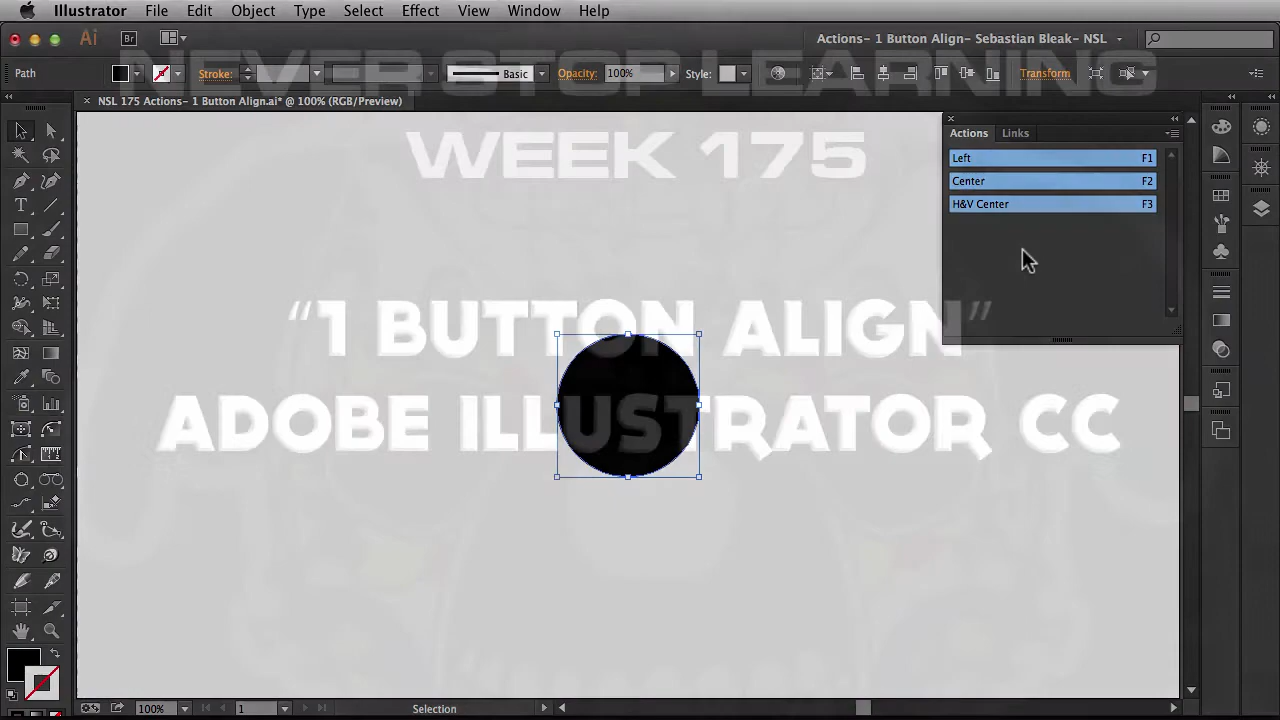 Illustrator File Edit Object Type Select Effect View Window Help
Ai Br Actions- 1 Button Align- Sebastian Bleak- NSL
NEVER STOP LEARNING
Path Stroke: Basic Opacity: 100% Style: Transform
NSL 175 Actions- 1 Button Align.ai* @ 100% (RGB/Preview)
WEEK 175
Actions Links
Left F1
Center F2
H&V Center F3
“1 BUTTON ALIGN”
ADOBE ILLUSTRATOR CC
100% 1 Selection